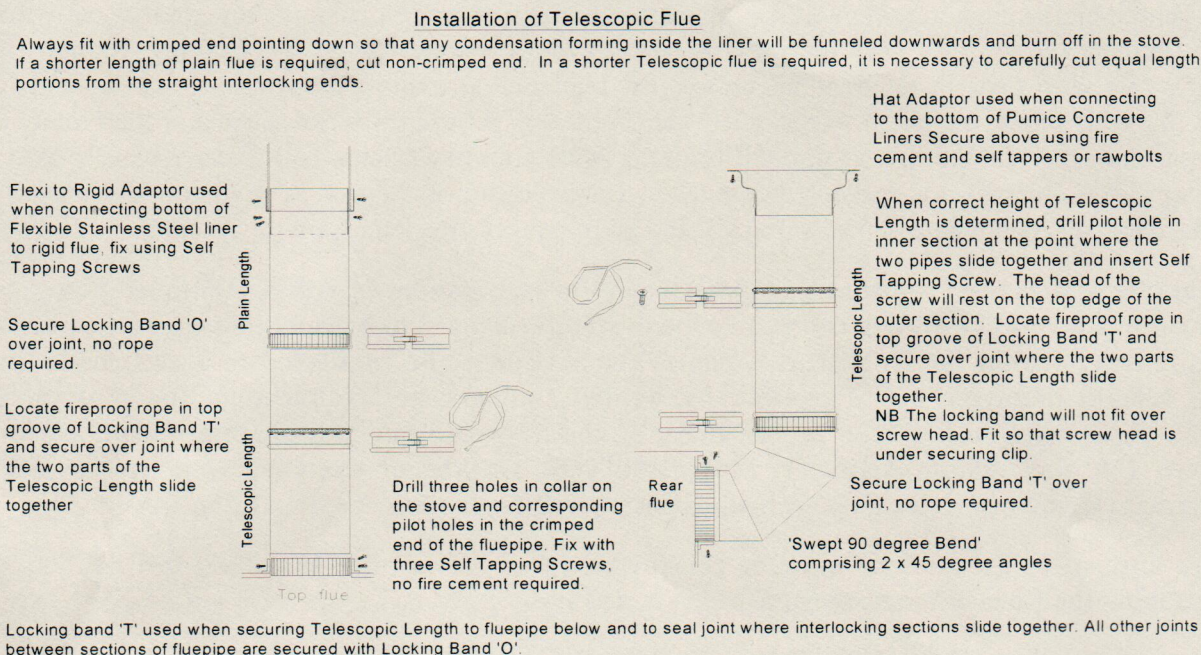 Installation of Telescopic Flue
Always fit with crimped end pointing down so that any condensation forming inside the liner will be funneled downwards and burn off in the stove.
If a shorter length of plain flue is required, cut non-crimped end. In a shorter Telescopic flue is required, it is necessary to carefully cut equal length
portions from the straight interlocking ends.
Flexi to Rigid Adaptor used
when connecting bottom of
Flexible Stainless Steel liner
to rigid flue, fix using Self
Tapping Screws
Plain Length
Secure Locking Band 'O'
over joint, no rope
required.
Locate fireproof rope in top
groove of Locking Band 'T'
and secure over joint where
the two parts of the
Telescopic Length slide
together
Telescopic Length
Top flue
Drill three holes in collar on
the stove and corresponding
pilot holes in the crimped
end of the fluepipe. Fix with
three Self Tapping Screws,
no fire cement required.
Hat Adaptor used when connecting
to the bottom of Pumice Concrete
Liners Secure above using fire
cement and self tappers or rawbolts
When correct height of Telescopic
Length is determined, drill pilot hole in
inner section at the point where the
two pipes slide together and insert Self
Tapping Screw. The head of the
screw will rest on the top edge of the
outer section. Locate fireproof rope in
top groove of Locking Band 'T' and
secure over joint where the two parts
of the Telescopic Length slide
together.
NB The locking band will not fit over
screw head. Fit so that screw head is
under securing clip.
Telescopic Length
Secure Locking Band 'T' over
joint, no rope required.
Rear
flue
'Swept 90 degree Bend'
comprising 2 x 45 degree angles
Locking band 'T' used when securing Telescopic Length to fluepipe below and to seal joint where interlocking sections slide together. All other joints
between sections of fluepipe are secured with Locking Band 'O'.